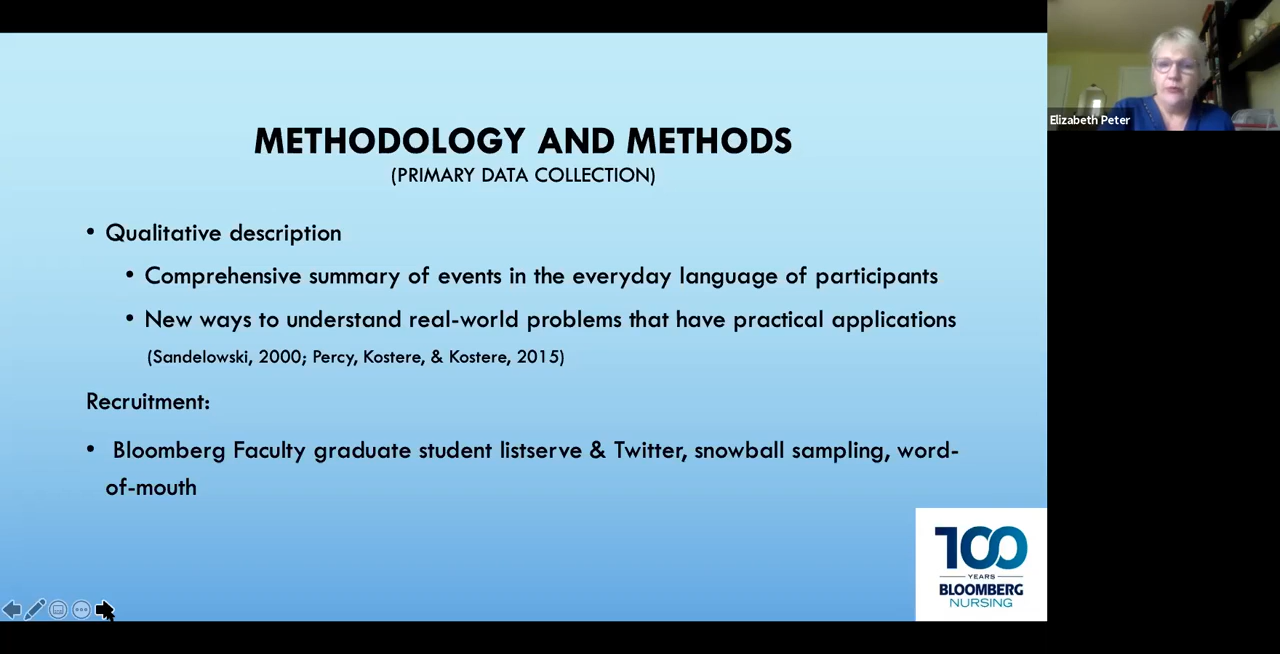 METHODOLOGY AND METHODS
(PRIMARY DATA COLLECTION)
• Qualitative description
• Comprehensive summary of events in the everyday language of participants
• New ways to understand real-world problems that have practical applications
(Sandelowski, 2000; Percy, Kostere, & Kostere, 2015)
Recruitment:
• Bloomberg Faculty graduate student listserve & Twitter, snowball sampling, word-
of-mouth
100
YEARS
BLOOMBERG
NURSING
Elizabeth Peter